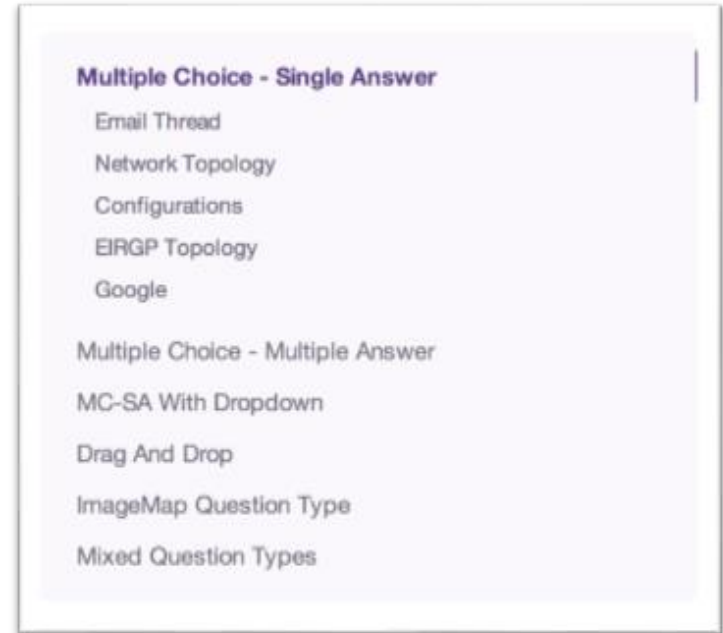 Multiple Choice - Single Answer
Email Thread
Network Topology
Configurations
EIRGP Topology
Google
Multiple Choice - Multiple Answer
MC-SA With Dropdown
Drag And Drop
ImageMap Question Type
Mixed Question Types